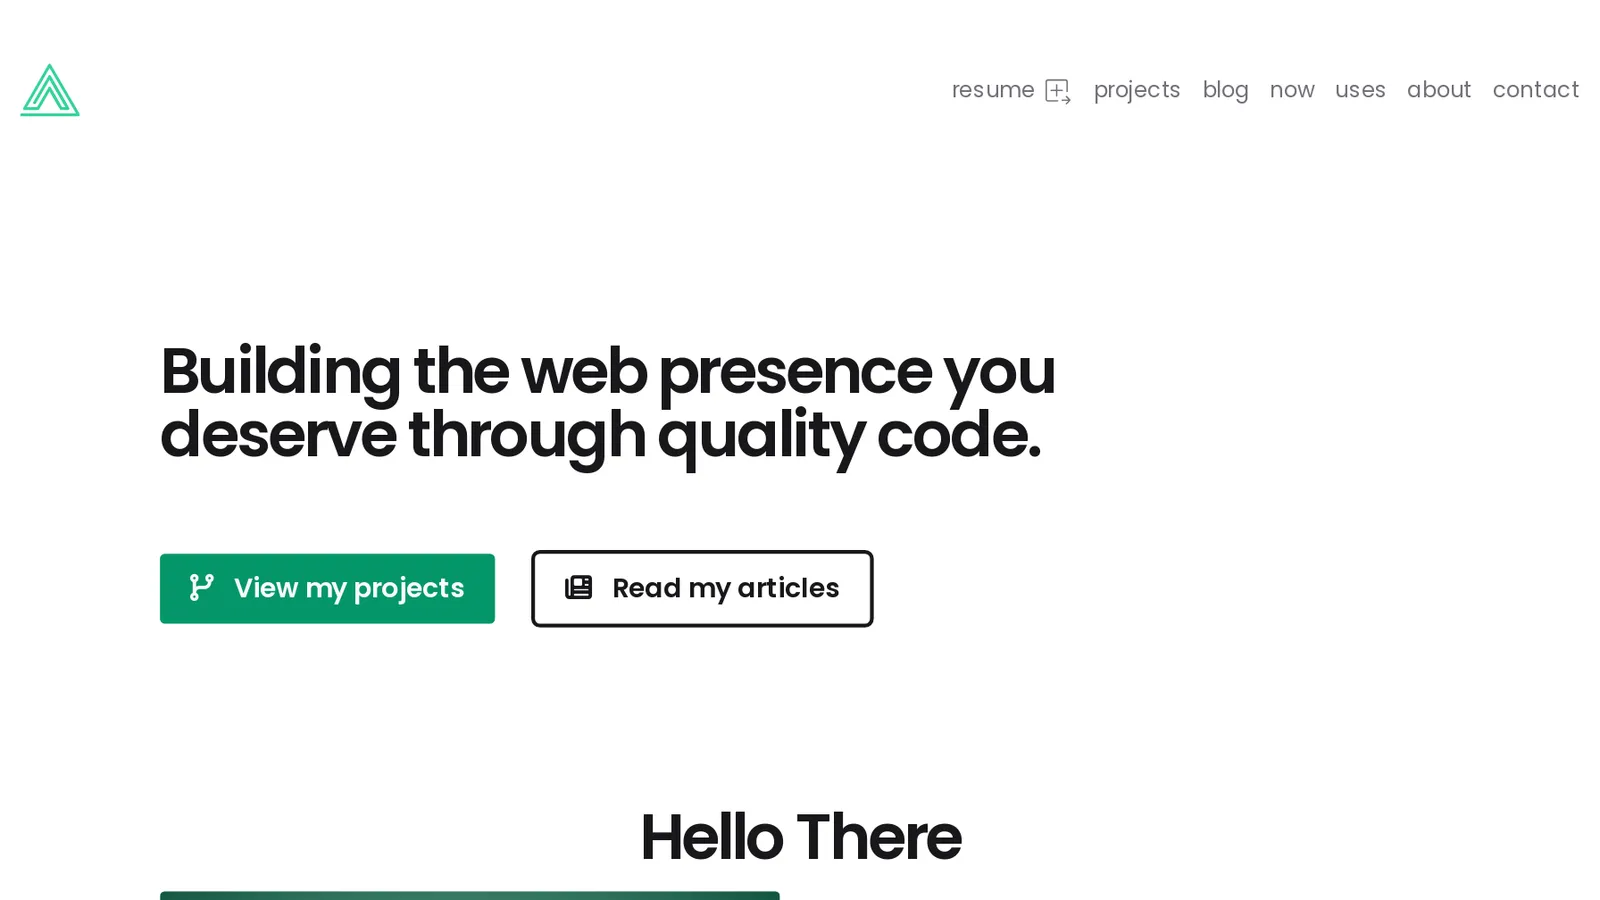 resume projects blog now uses about contact
Building the web presence you
deserve through quality code.
View my projects Read my articles
Hello There